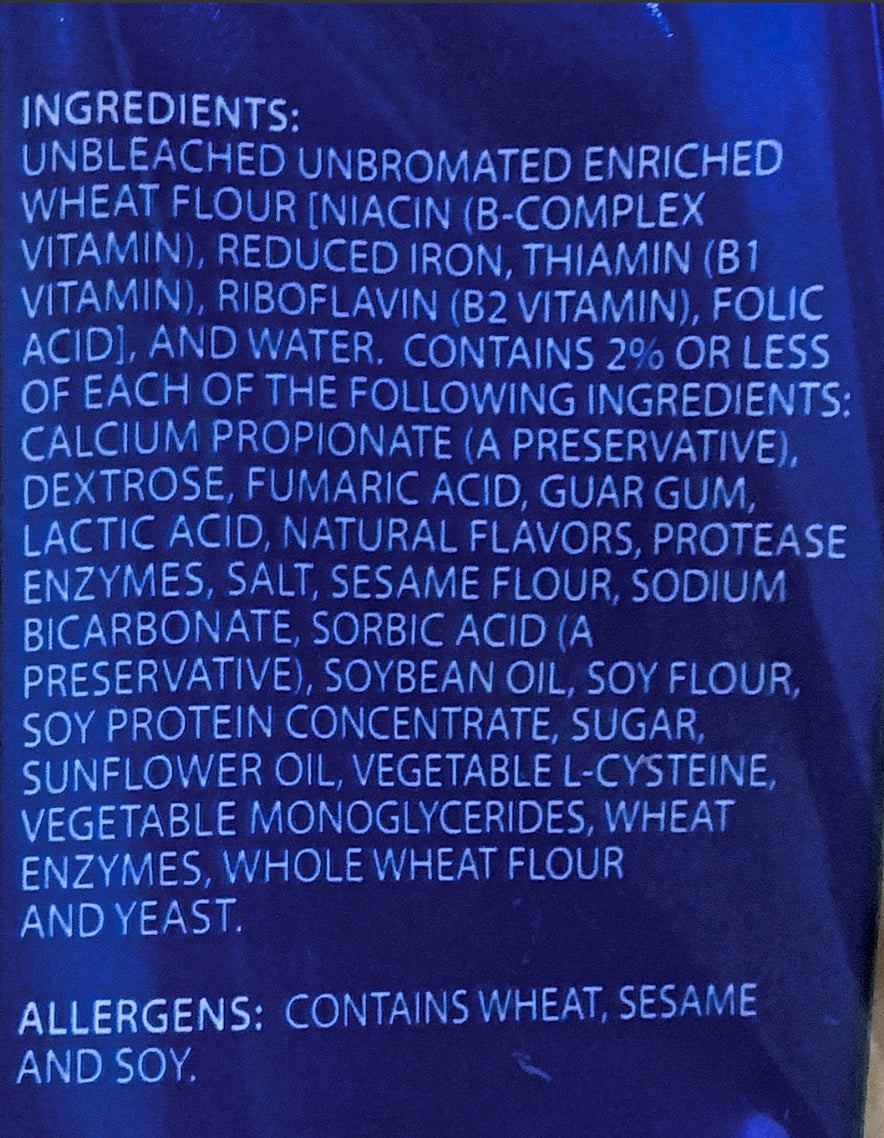 INGREDIENTS:
UNBLEACHED UNBROMATED ENRICHED
WHEAT FLOUR [NIACIN (B-COMPLEX
VITAMIN), REDUCED IRON, THIAMIN (B1
VITAMIN), RIBOFLAVIN (B2 VITAMIN), FOLIC
ACID], AND WATER. CONTAINS 2% OR LESS
OF EACH OF THE FOLLOWING INGREDIENTS:
CALCIUM PROPIONATE (A PRESERVATIVE),
DEXTROSE, FUMARIC ACID, GUAR GUM,
LACTIC ACID, NATURAL FLAVORS, PROTEASE
ENZYMES, SALT, SESAME FLOUR, SODIUM
BICARBONATE, SORBIC ACID (A
PRESERVATIVE), SOYBEAN OIL, SOY FLOUR,
SOY PROTEIN CONCENTRATE, SUGAR,
SUNFLOWER OIL, VEGETABLE L-CYSTEINE,
VEGETABLE MONOGLYCERIDES, WHEAT
ENZYMES, WHOLE WHEAT FLOUR
AND YEAST.
ALLERGENS: CONTAINS WHEAT, SESAME
AND SOY.